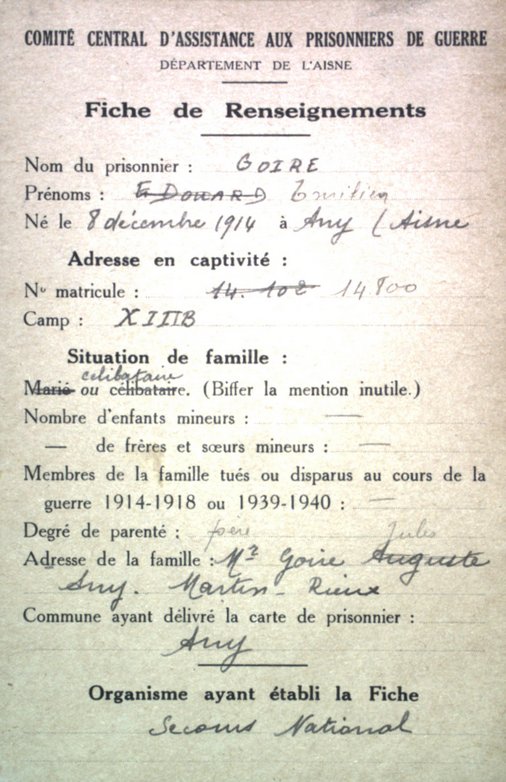 COMITÉ CENTRAL D'ASSISTANCE AUX PRISONNIERS DE GUERRE
DÉPARTEMENT DE L'AISNE
Fiche de Renseignements
Nom du prisonnier : GOIRE
Prénoms : EDOUARD Emilien
Né le 8 décembre 1914 à Any (Aisne
Adresse en captivité :
No matricule : 14.102 14800
Camp : XIIIB
Situation de famille :
célibataire
Marié ou célibataire. (Biffer la mention inutile.)
Nombre d'enfants mineurs : —
— de frères et sœurs mineurs : —
Membres de la famille tués ou disparus au cours de la
guerre 1914-1918 ou 1939-1940 : —
Degré de parenté : père Jules
Adresse de la famille : Mr Goire Auguste
Any. Martin-Rieux
Commune ayant délivré la carte de prisonnier :
Any
Organisme ayant établi la Fiche
Secours National